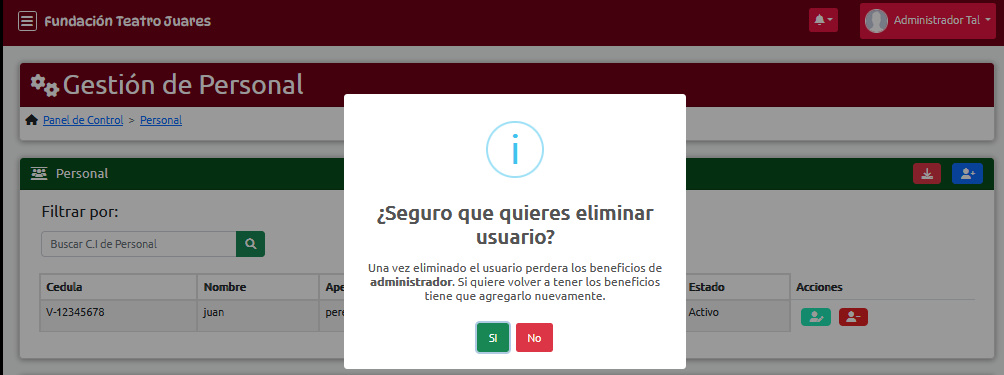 Fundación Teatro Juares
Administrador Tal
Gestión de Personal
Panel de Control > Personal
Personal
Filtrar por:
Buscar C.I de Personal
Cedula Nombre Ape Estado Acciones
V-12345678 juan pere Activo
i
¿Seguro que quieres eliminar
usuario?
Una vez eliminado el usuario perdera los beneficios de
administrador. Si quiere volver a tener los beneficios
tiene que agregarlo nuevamente.
SI No